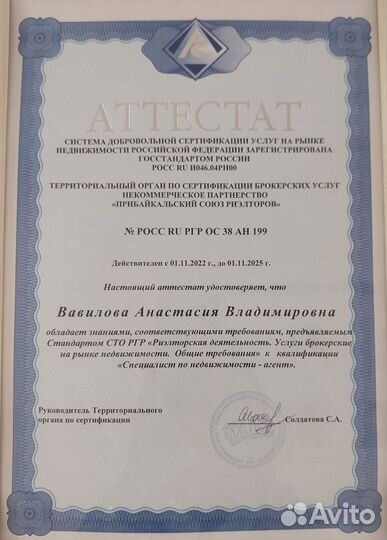 АТТЕСТАТ
СИСТЕМА ДОБРОВОЛЬНОЙ СЕРТИФИКАЦИИ УСЛУГ НА РЫНКЕ
НЕДВИЖИМОСТИ РОССИЙСКОЙ ФЕДЕРАЦИИ ЗАРЕГИСТРИРОВАНА
ГОССТАНДАРТОМ РОССИИ
РОСС RU И046.04РН00
ТЕРРИТОРИАЛЬНЫЙ ОРГАН ПО СЕРТИФИКАЦИИ БРОКЕРСКИХ УСЛУГ
НЕКОММЕРЧЕСКОЕ ПАРТНЕРСТВО
«ПРИБАЙКАЛЬСКИЙ СОЮЗ РИЭЛТОРОВ»
№ РОСС RU РГР ОС 38 АН 199
Действителен с 01.11.2022 г., до 01.11.2025 г.
Настоящий аттестат удостоверяет, что
Вавилова Анастасия Владимировна
обладает знаниями, соответствующими требованиям, предъявляемым
Стандартом СТО РГР «Риэлторская деятельность. Услуги брокерские
на рынке недвижимости. Общие требования» к квалификации
«Специалист по недвижимости - агент».
Руководитель Территориального
органа по сертификации
Солдатова С.А.
Avito